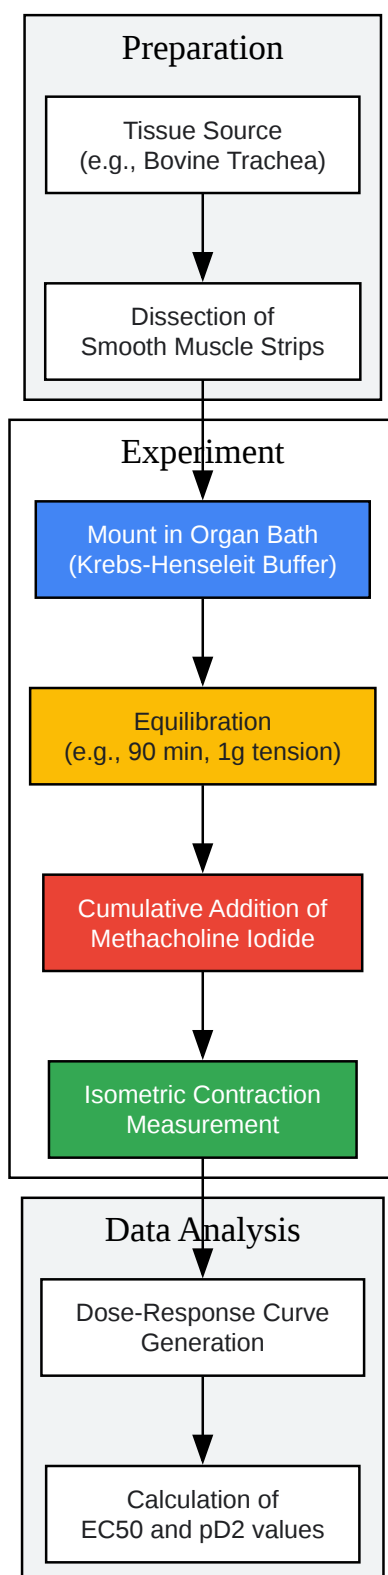 Preparation
Tissue Source
(e.g., Bovine Trachea)
Dissection of
Smooth Muscle Strips
Experiment
Mount in Organ Bath
(Krebs-Henseleit Buffer)
Equilibration
(e.g., 90 min, 1g tension)
Cumulative Addition of
Methacholine Iodide
Isometric Contraction
Measurement
Data Analysis
Dose-Response Curve
Generation
Calculation of
EC50 and pD2 values